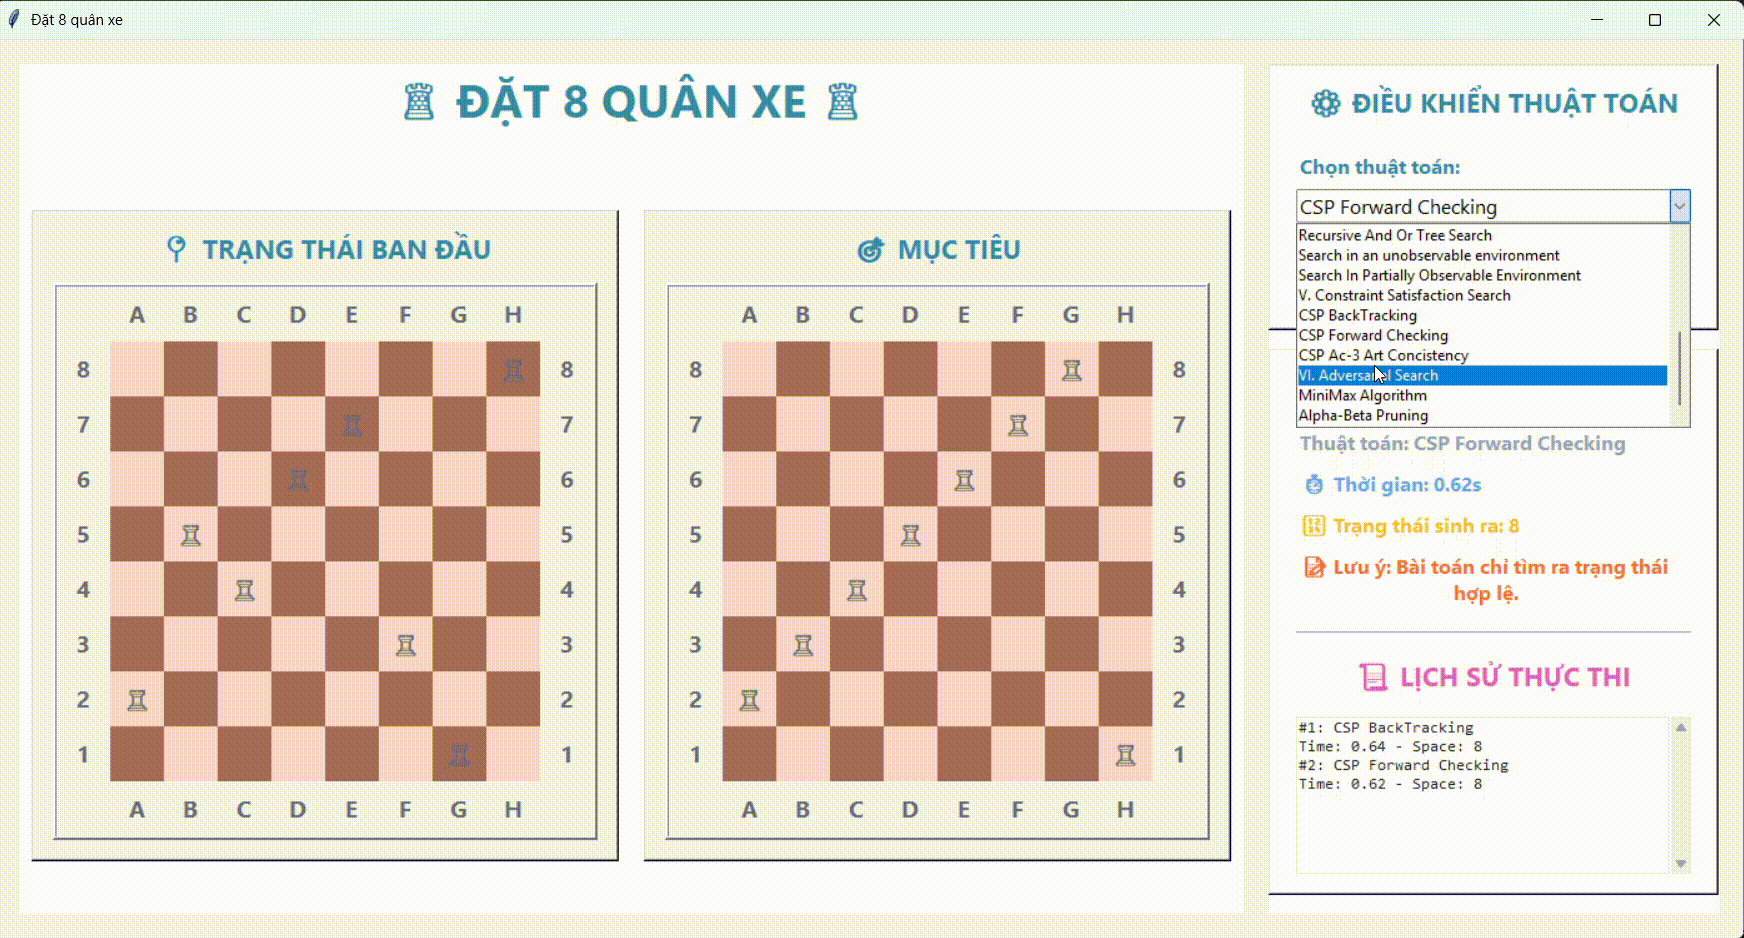 Đặt 8 quân xe
ĐẶT 8 QUÂN XE
TRẠNG THÁI BAN ĐẦU
A B C D E F G H
8 8
7 7
6 6
5 5
4 4
3 3
2 2
1 1
A B C D E F G H
MỤC TIÊU
A B C D E F G H
8 8
7 7
6 6
5 5
4 4
3 3
2 2
1 1
A B C D E F G H
ĐIỀU KHIỂN THUẬT TOÁN
Chọn thuật toán:
CSP Forward Checking
Recursive And Or Tree Search
Search in an unobservable environment
Search In Partially Observable Environment
V. Constraint Satisfaction Search
CSP BackTracking
CSP Forward Checking
CSP Ac-3 Art Concistency
VI. Adversarial Search
MiniMax Algorithm
Alpha-Beta Pruning
Thuật toán: CSP Forward Checking
Thời gian: 0.62s
Trạng thái sinh ra: 8
Lưu ý: Bài toán chỉ tìm ra trạng thái
hợp lệ.
LỊCH SỬ THỰC THI
#1: CSP BackTracking
Time: 0.64 - Space: 8
#2: CSP Forward Checking
Time: 0.62 - Space: 8